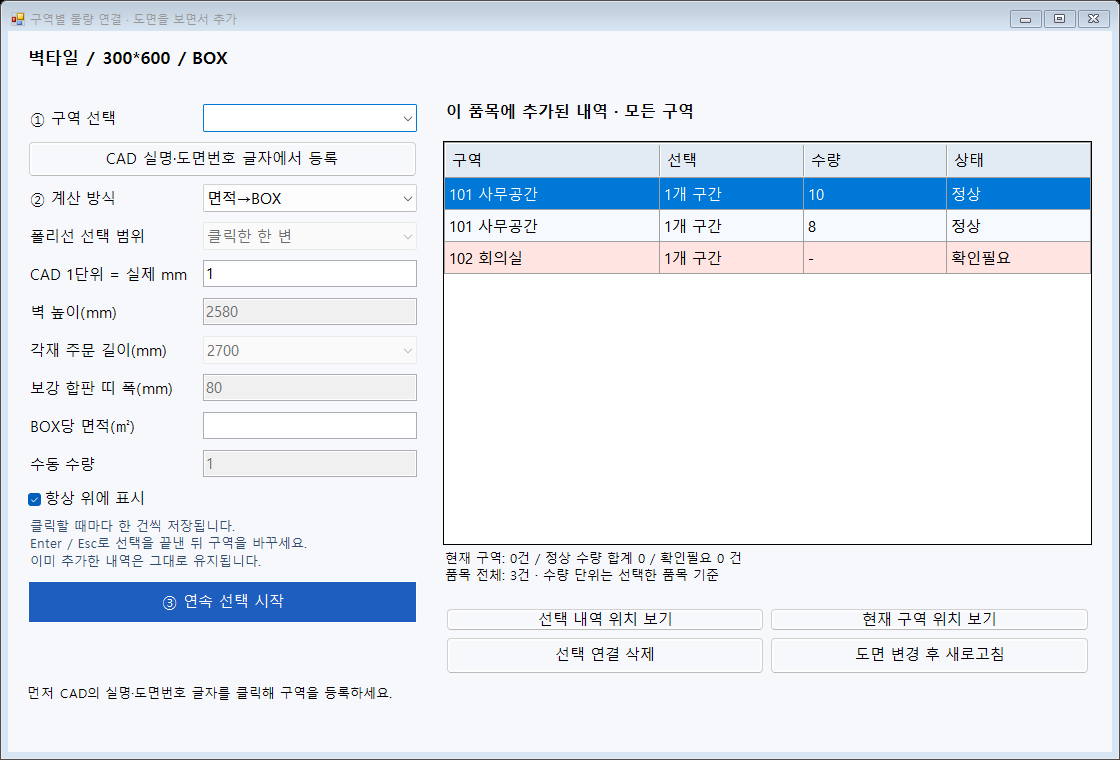 구역별 물량 연결 · 도면을 보면서 추가
벽타일 / 300*600 / BOX
① 구역 선택
CAD 실명·도면번호 글자에서 등록
② 계산 방식 면적→BOX
폴리선 선택 범위 클릭한 한 변
CAD 1단위 = 실제 mm 1
벽 높이(mm) 2580
각재 주문 길이(mm) 2700
보강 합판 띠 폭(mm) 80
BOX당 면적(㎡)
수동 수량 1
항상 위에 표시
클릭할 때마다 한 건씩 저장됩니다.
Enter / Esc로 선택을 끝낸 뒤 구역을 바꾸세요.
이미 추가한 내역은 그대로 유지됩니다.
③ 연속 선택 시작
먼저 CAD의 실명·도면번호 글자를 클릭해 구역을 등록하세요.
이 품목에 추가된 내역 · 모든 구역
구역 선택 수량 상태
101 사무공간 1개 구간 10 정상
101 사무공간 1개 구간 8 정상
102 회의실 1개 구간 - 확인필요
현재 구역: 0건 / 정상 수량 합계 0 / 확인필요 0 건
품목 전체: 3건 · 수량 단위는 선택한 품목 기준
선택 내역 위치 보기 현재 구역 위치 보기
선택 연결 삭제 도면 변경 후 새로고침